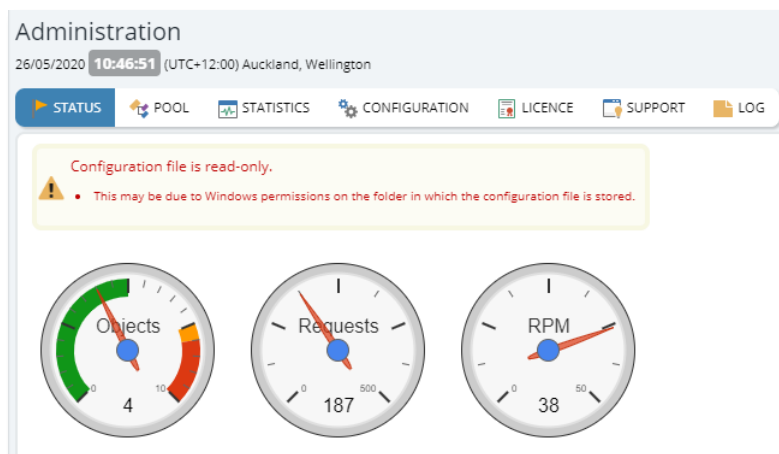 Administration
26/05/2020 10:46:51 (UTC+12:00) Auckland, Wellington
STATUS POOL STATISTICS CONFIGURATION LICENCE SUPPORT LOG
Configuration file is read-only.
• This may be due to Windows permissions on the folder in which the configuration file is stored.
Objects Requests RPM
0 10 0 500 0 50
4 187 38